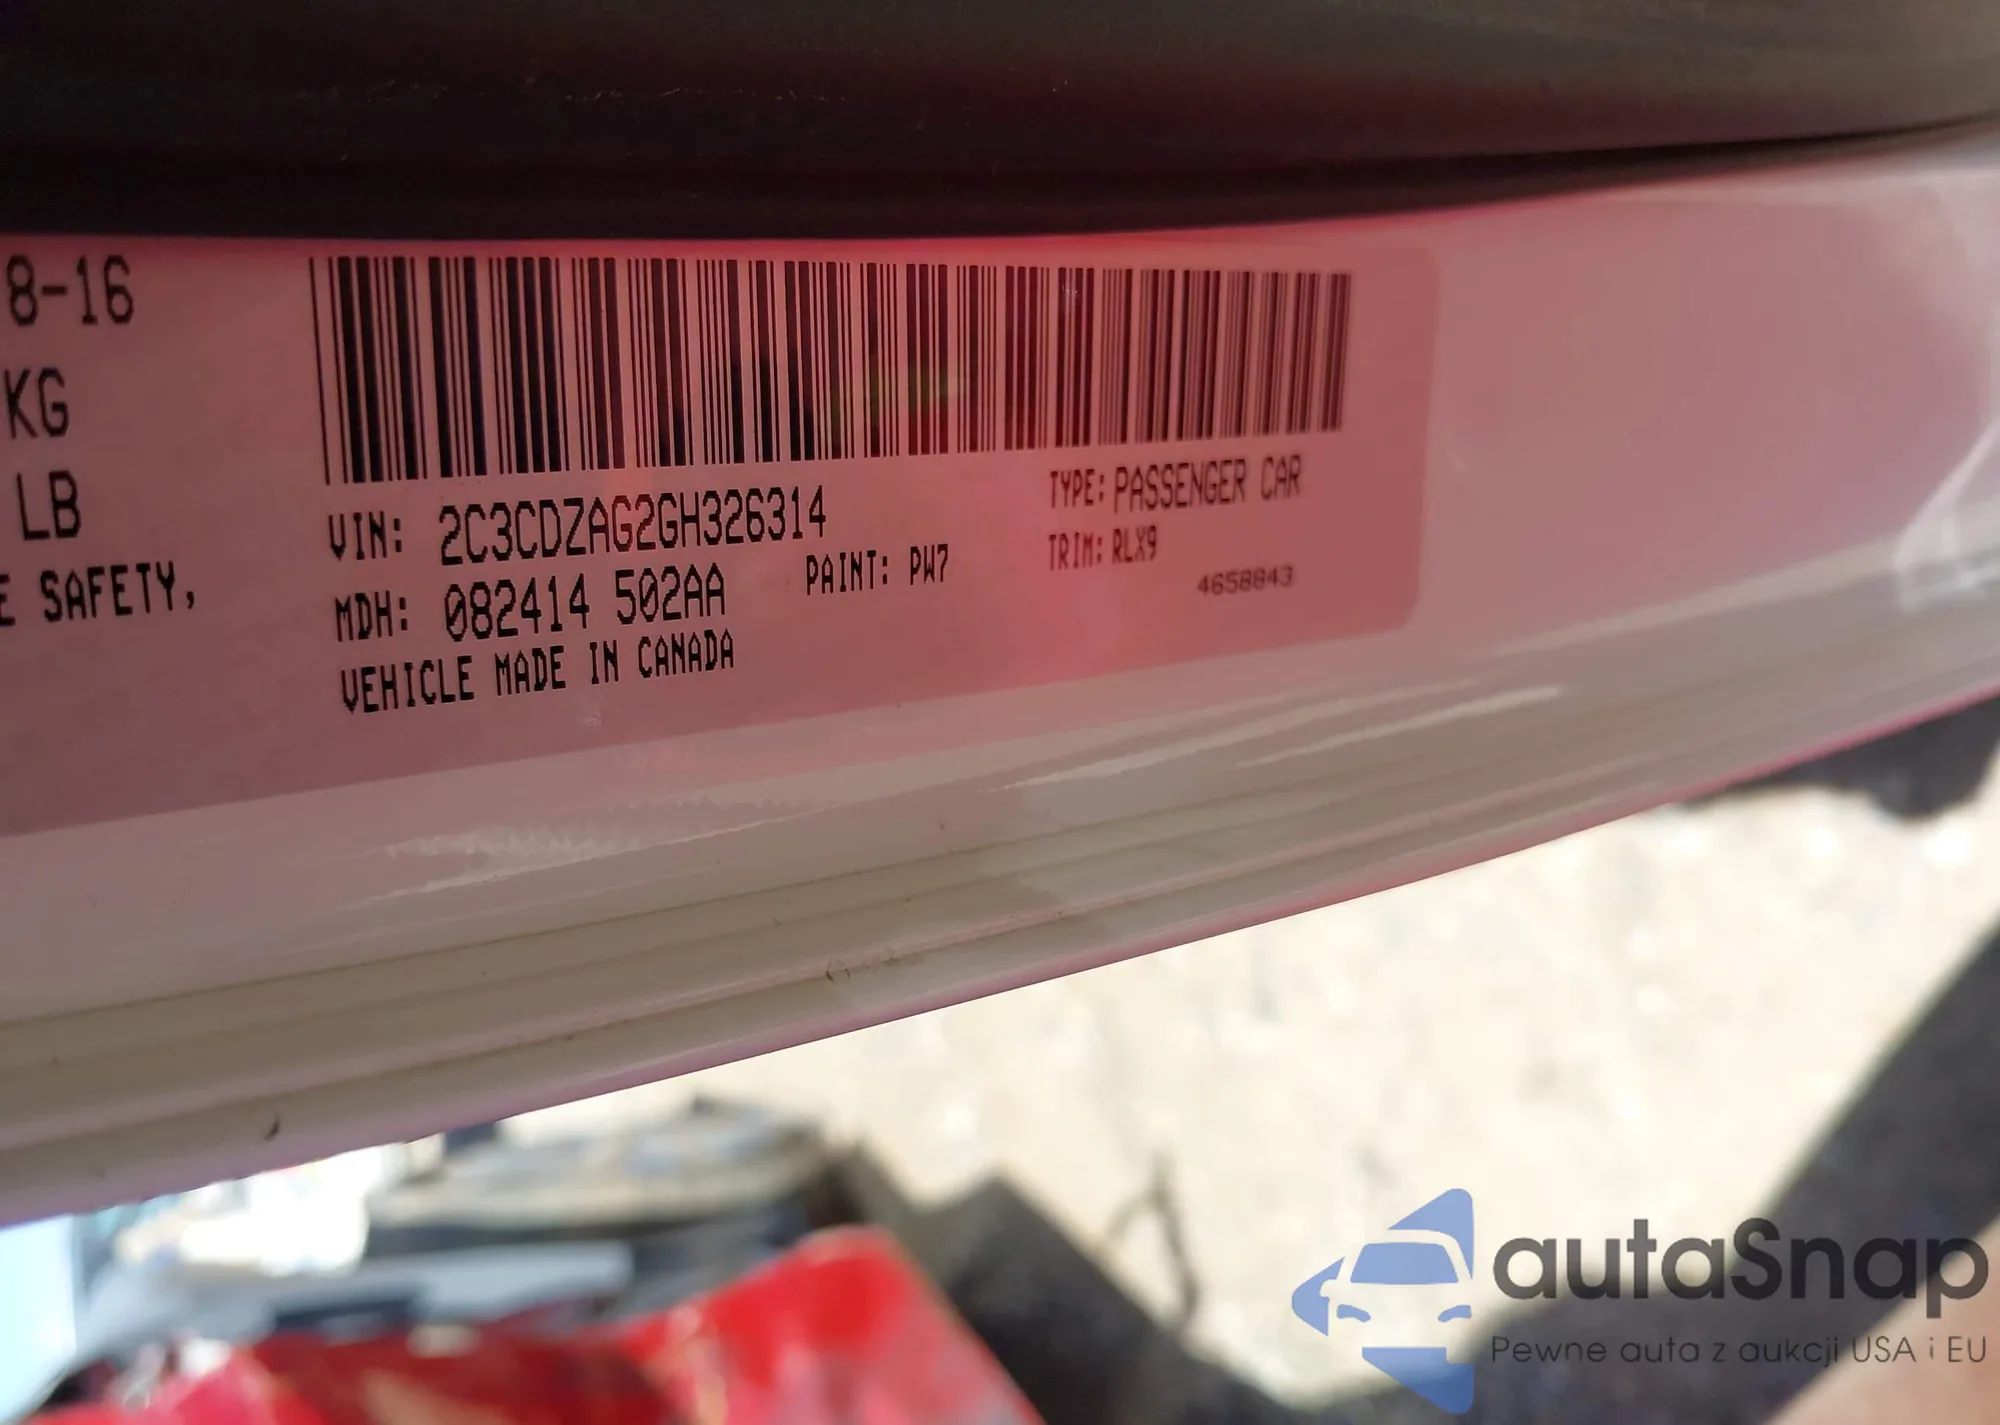 8-16
KG
LB
E SAFETY,
VIN: 2C3CDZAG2GH326314
TYPE: PASSENGER CAR
MDH: 082414 502AA
PAINT: PW7
TRIM: RLX9
4658843
VEHICLE MADE IN CANADA
autaSnap
Pewne auta z aukcji USA i EU